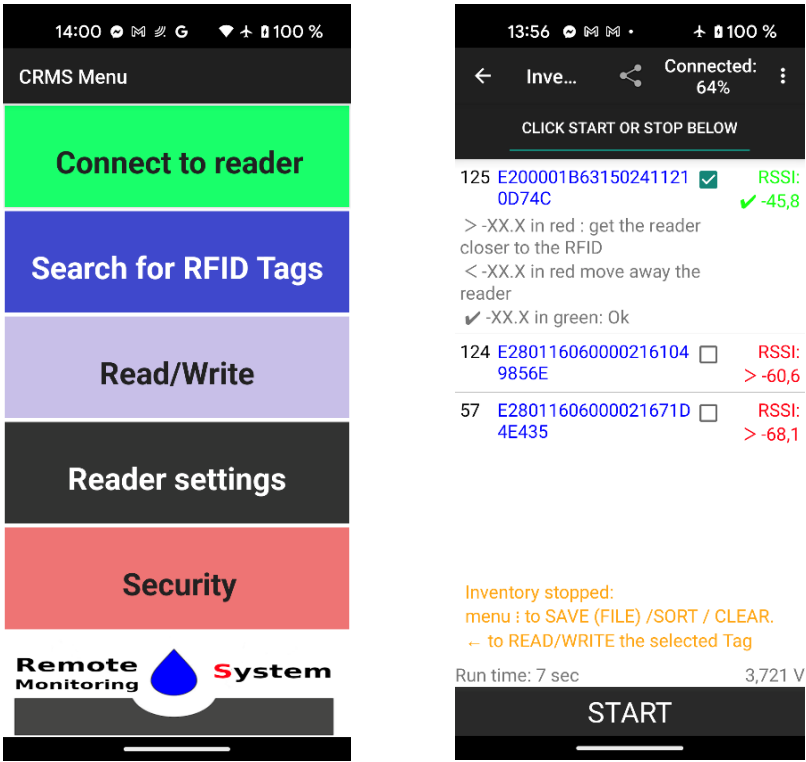 14:00 G 100 %
CRMS Menu
Connect to reader
Search for RFID Tags
Read/Write
Reader settings
Security
Remote
Monitoring
System
13:56 • 100 %
← Inve... Connected:
64% ⋮
CLICK START OR STOP BELOW
125 E200001B63150241121 RSSI:
0D74C ✔ -45,8
> -XX.X in red : get the reader
closer to the RFID
< -XX.X in red move away the
reader
✔ -XX.X in green: Ok
124 E280116060000216104 RSSI:
9856E > -60,6
57 E28011606000021671D RSSI:
4E435 > -68,1
Inventory stopped:
menu ⁝ to SAVE (FILE) /SORT / CLEAR.
← to READ/WRITE the selected Tag
Run time: 7 sec 3,721 V
START